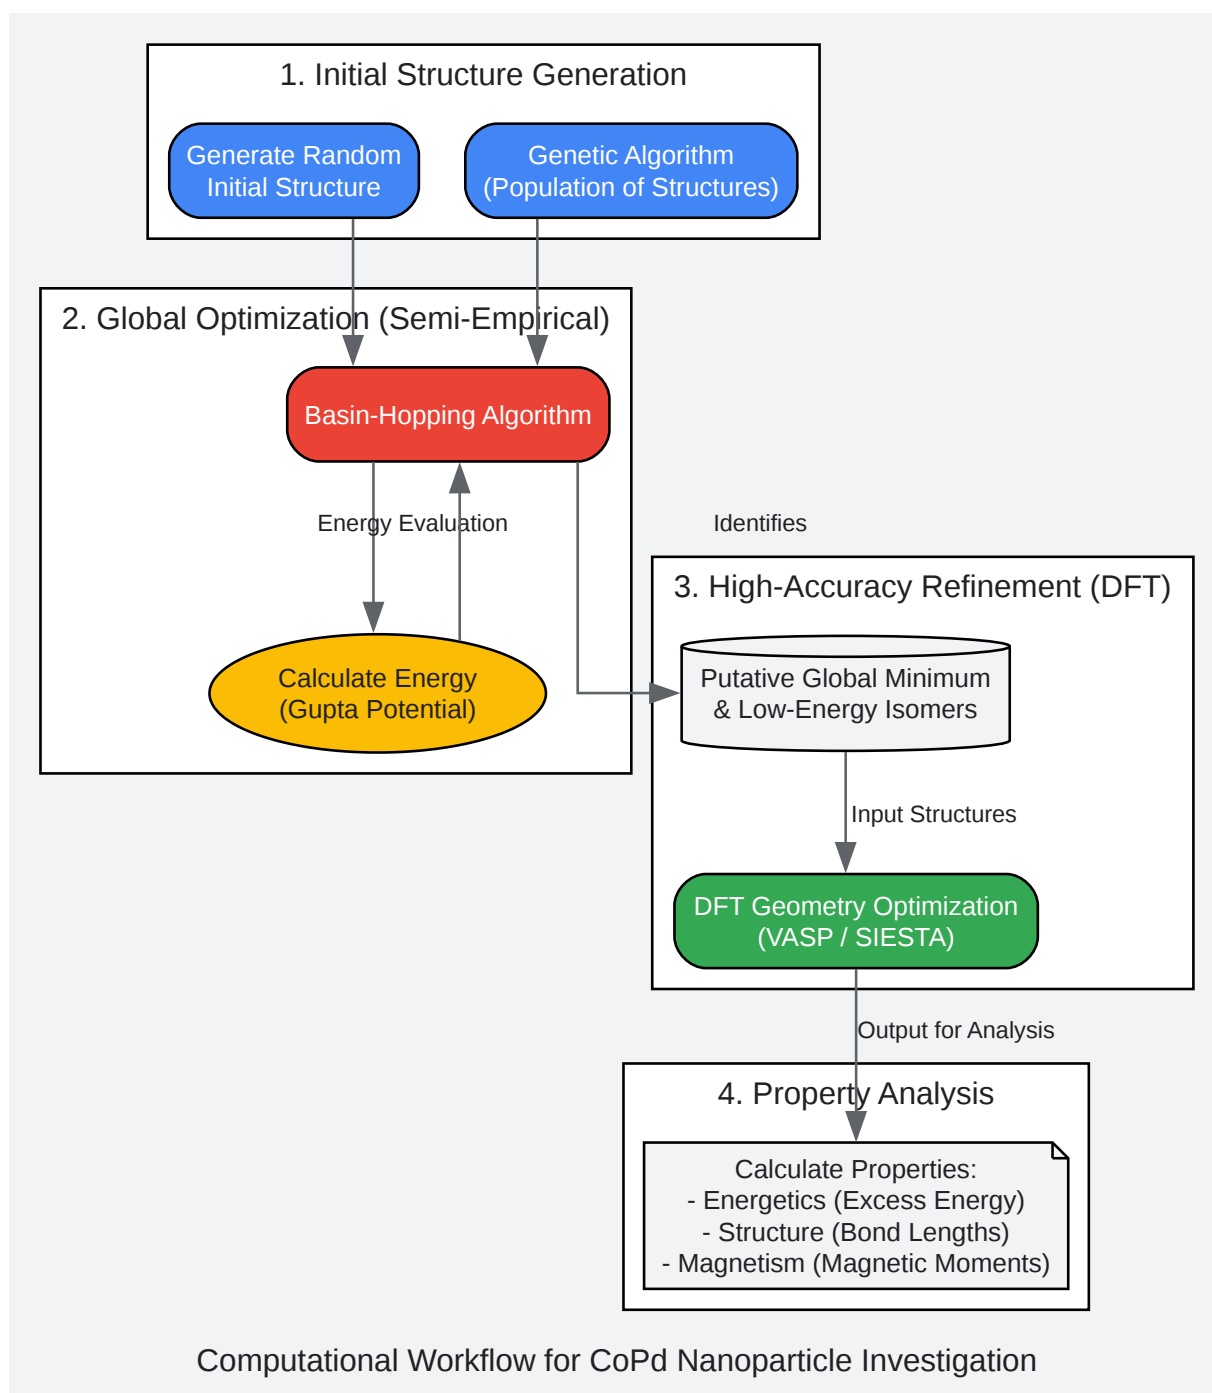 1. Initial Structure Generation
Generate Random
Initial Structure
Genetic Algorithm
(Population of Structures)
2. Global Optimization (Semi-Empirical)
Basin-Hopping Algorithm
Energy Evaluation
Identifies
Calculate Energy
(Gupta Potential)
3. High-Accuracy Refinement (DFT)
Putative Global Minimum
& Low-Energy Isomers
Input Structures
DFT Geometry Optimization
(VASP / SIESTA)
Output for Analysis
4. Property Analysis
Calculate Properties:
- Energetics (Excess Energy)
- Structure (Bond Lengths)
- Magnetism (Magnetic Moments)
Computational Workflow for CoPd Nanoparticle Investigation